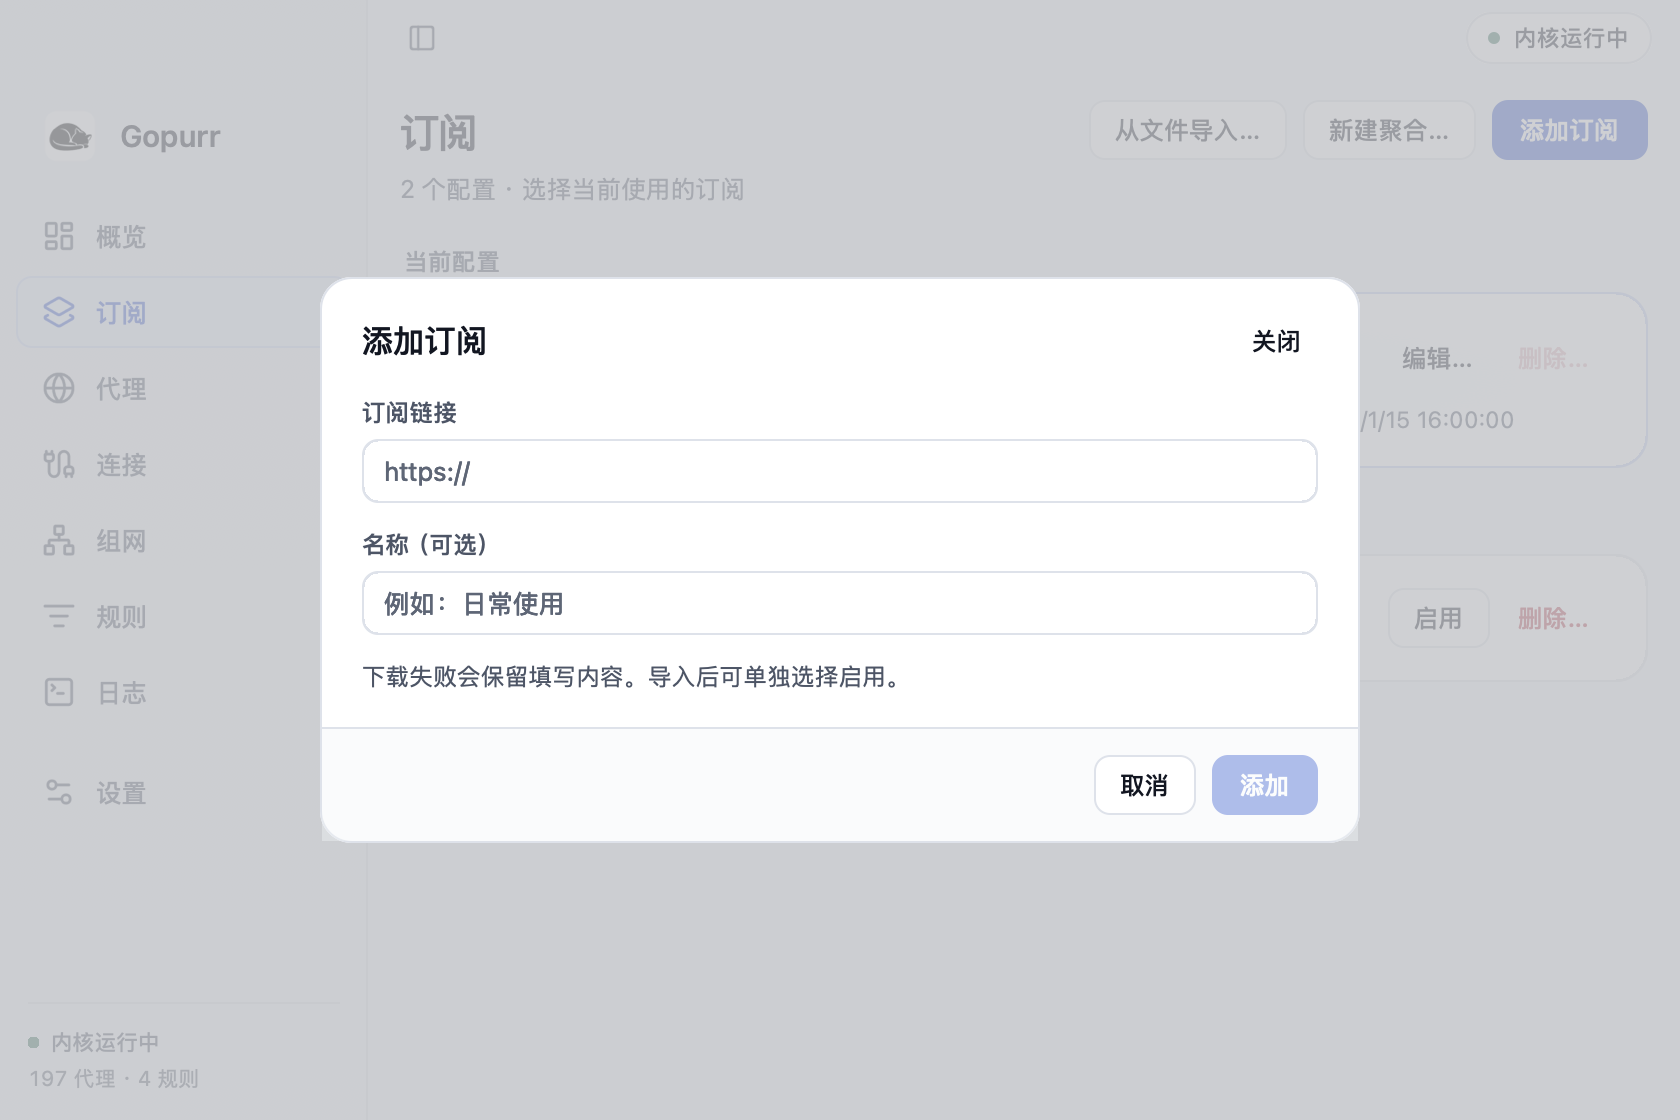 内核运行中
Gopurr
概览
订阅
代理
连接
组网
规则
日志
设置
内核运行中
197 代理 · 4 规则
订阅
2 个配置 · 选择当前使用的订阅
从文件导入...
新建聚合...
添加订阅
当前配置
编辑...
删除...
/1/15 16:00:00
启用
删除...
添加订阅
关闭
订阅链接
https://
名称（可选）
例如：日常使用
下载失败会保留填写内容。导入后可单独选择启用。
取消
添加